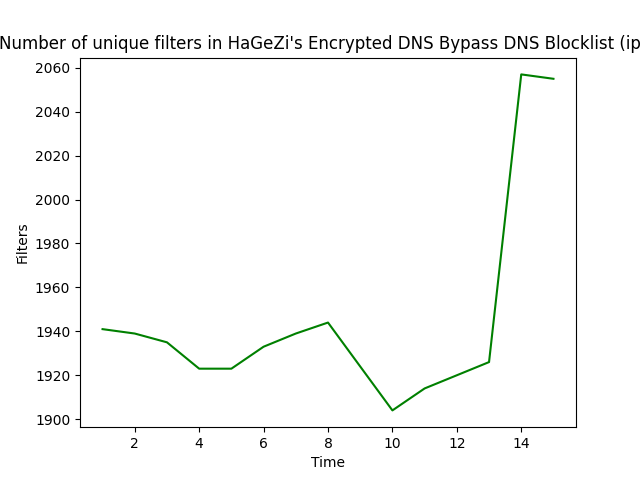 Number of unique filters in HaGeZi's Encrypted DNS Bypass DNS Blocklist (ip
2060
2040
2020
2000
1980
1960
1940
1920
1900
Filters
2 4 6 8 10 12 14
Time